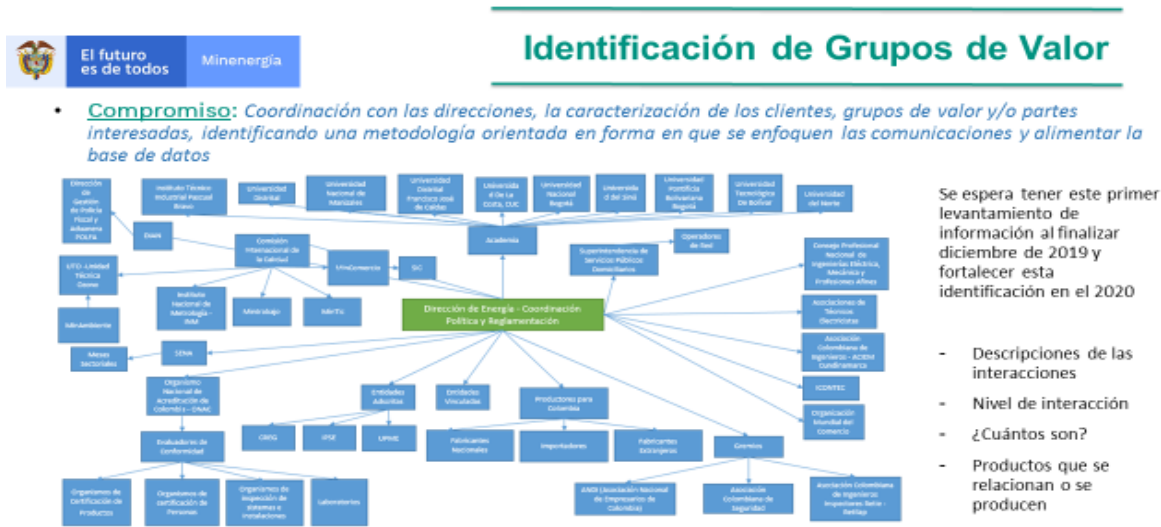 Identificación de Grupos de Valor
El futuro
es de todos
Minenergía
• Compromiso: Coordinación con las direcciones, la caracterización de los clientes, grupos de valor y/o partes
interesadas, identificando una metodología orientada en forma en que se enfoquen las comunicaciones y alimentar la
base de datos
Dirección
de
Gestión
de Policía
Fiscal y
Aduanera
POLFA
Instituto Técnico
Industrial Pascual
Bravo
Universidad
Distrital
Universidad
Nacional de
Manizales
Universidad
Distrital
Francisco José
de Caldas
Universida
d De La
Costa, CUC
Universidad
Nacional
Bogotá
Universida
d del Sinú
Universidad
Pontificia
Bolivariana
Bogotá
Universidad
Tecnológica
De Bolívar
Universidad
del Norte
DIAN
Comisión
Intersectorial de
la Calidad
Academia
Superintendencia de
Servicios Públicos
Domiciliarios
Operadores
de Red
Consejo Profesional
Nacional de
Ingenierías Eléctrica,
Mecánica y
Profesiones Afines
UTO -Unidad
Técnica
Ozono
MinComercio
SIC
Instituto
Nacional de
Metrología -
INM
Mintrabajo
MinTic
Dirección de Energía - Coordinación
Política y Reglamentación
Asociaciones de
Técnicos
Electricistas
MinAmbiente
Mesas
Sectoriales
SENA
Asociación
Colombiana de
Ingenieros - ACIEM
Cundinamarca
ICONTEC
Organización
Mundial del
Comercio
Organismo
Nacional de
Acreditación de
Colombia - ONAC
Entidades
Adscritas
Entidades
Vinculadas
Productores para
Colombia
CREG
IPSE
UPME
Fabricantes
Nacionales
Importadores
Fabricantes
Extranjeros
Gremios
Evaluadores de
Conformidad
Organismos de
Certificación de
Productos
Organismos de
certificación de
Personas
Organismos de
inspección de
sistemas e
instalaciones
Laboratorios
ANDI (Asociación Nacional
de Empresarios de
Colombia)
Asociación
Colombiana de
Seguridad
Asociación Colombiana
de Ingenieros
Inspectores Retie -
Retilap
Se espera tener este primer
levantamiento de
información al finalizar
diciembre de 2019 y
fortalecer esta
identificación en el 2020
- Descripciones de las
interacciones
- Nivel de interacción
- ¿Cuántos son?
- Productos que se
relacionan o se
producen